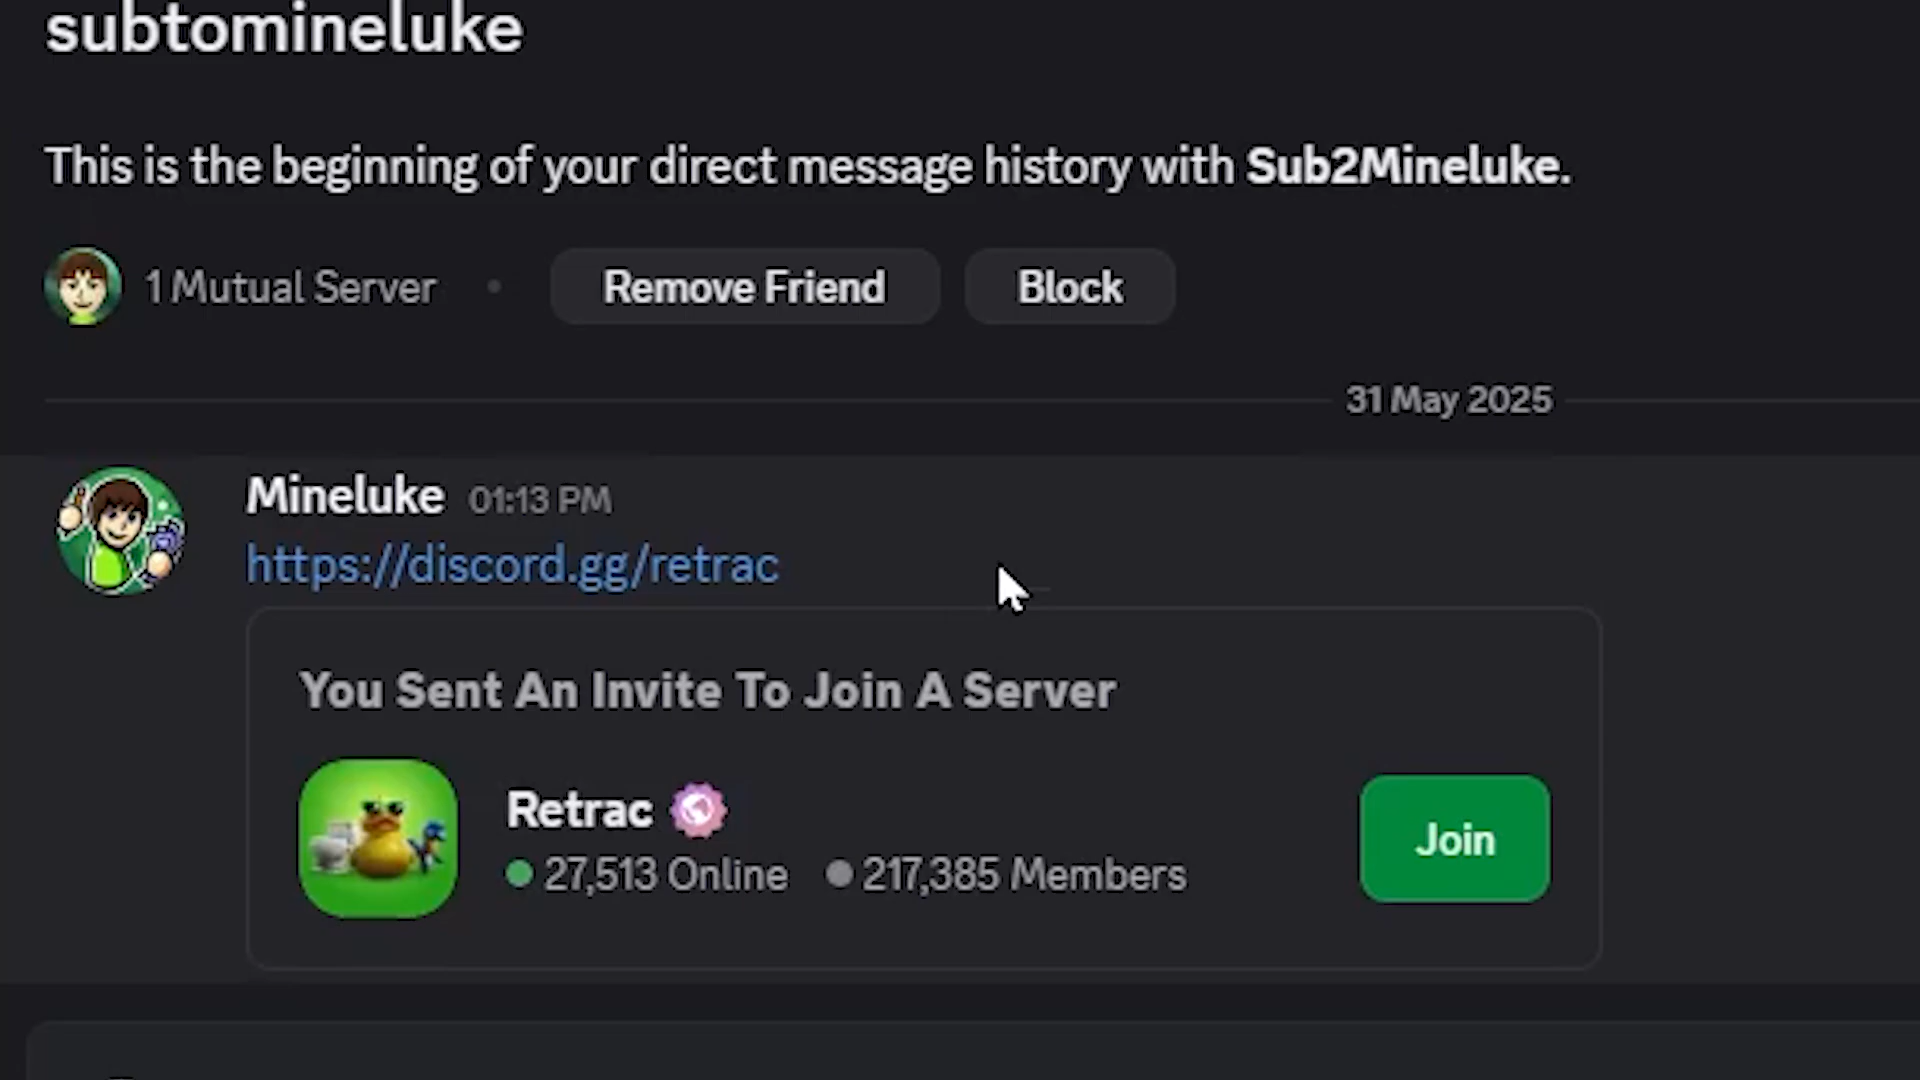 subtomineluke
This is the beginning of your direct message history with Sub2Mineluke.
1 Mutual Server • Remove Friend Block
31 May 2025
Mineluke 01:13 PM
https://discord.gg/retrac
You Sent An Invite To Join A Server
Retrac
27,513 Online 217,385 Members
Join